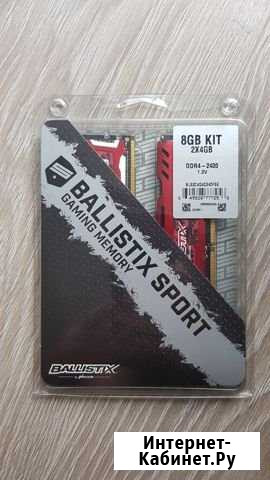 8GB KIT
2X4GB
DDR4-2400
1.2V
BALLISTIX SPORT
GAMING MEMORY
BALLISTIX
Интернет-
Кабинет.Ру